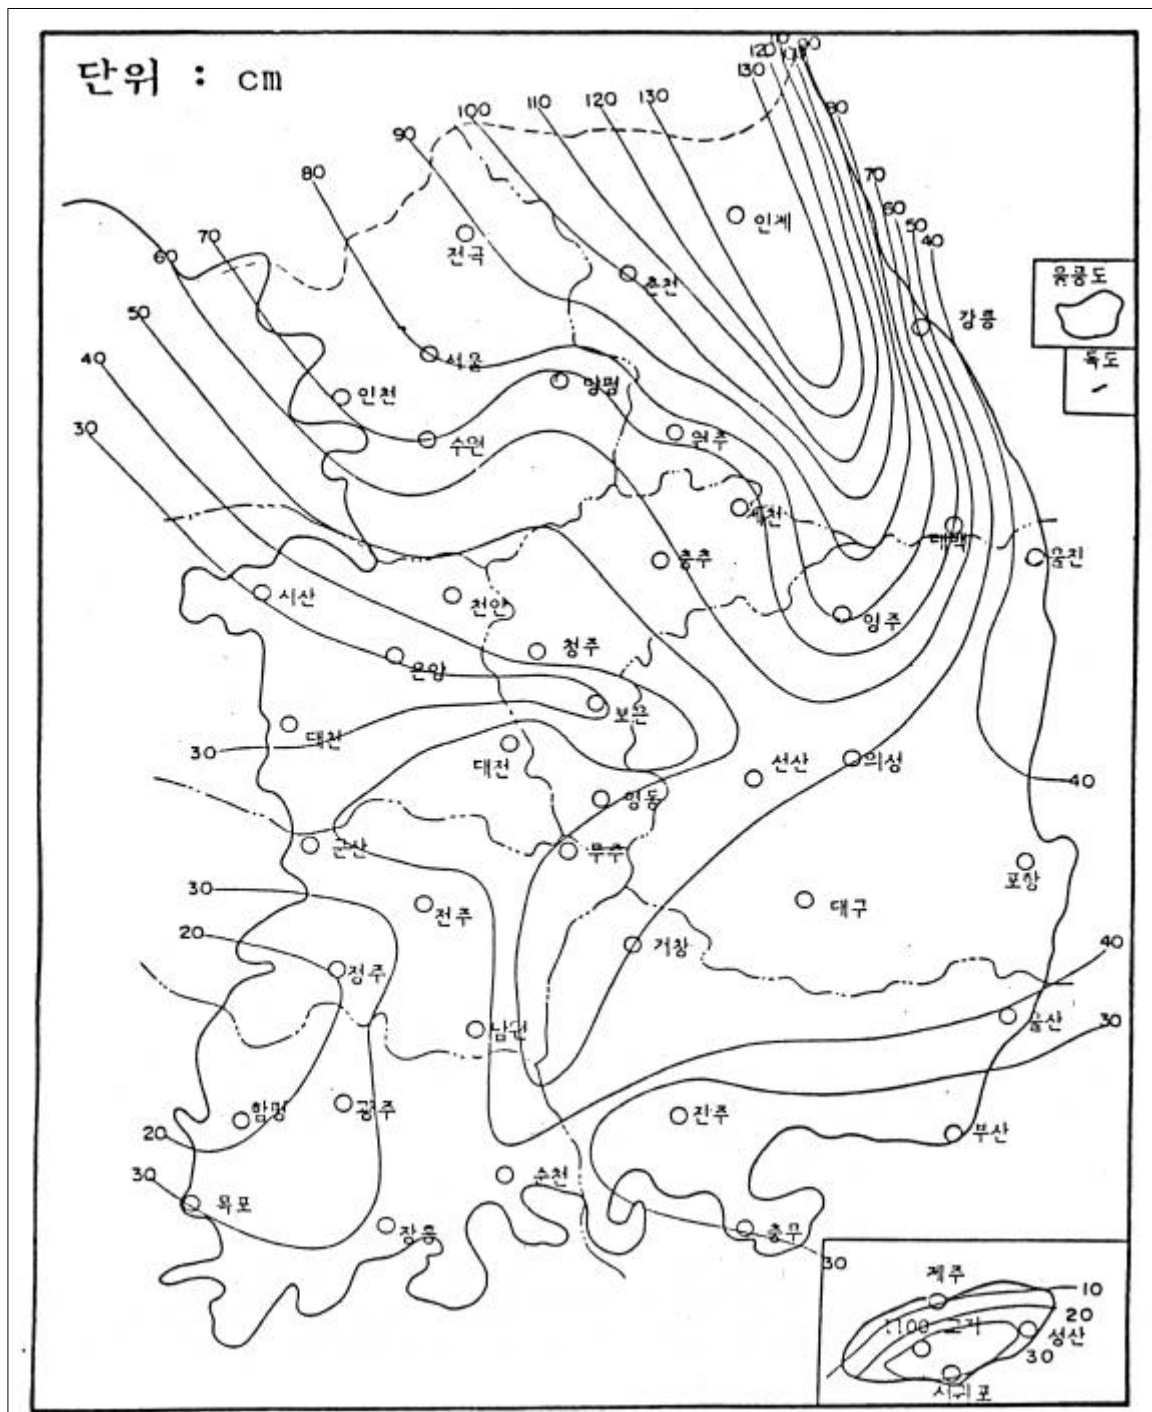 단위 : cm
120
130
90
130
120
110
100
90
80
80
70
60
50
40
인제
전곡
춘천
70
60
울릉도
강릉
50
독도
40
서울
양평
인천
30
수원
원주
제천
태백
충주
울진
서산
천안
영주
청주
온양
보은
대천
30
대전
선산
의성
40
영동
군산
무주
포항
30
전주
대구
20
정주
거창
40
울산
30
남원
함평
광주
진주
20
부산
30
순천
목포
장흥
충무
30
제주
10
20
1100 고지
성산
30
서귀포